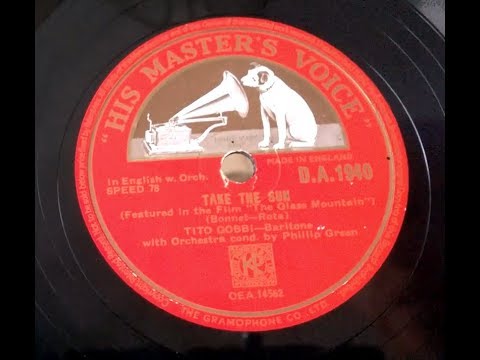 "HIS MASTER'S VOICE"
MADE IN ENGLAND
In English w. Orch.
SPEED 78
D.A.1940
TAKE THE SUN
(Featured in the Film "The Glass Mountain")
(Bonnet—Rota)
TITO GOBBI—Baritone
with Orchestra cond. by Phillip Green
OEA.14562
THE GRAMOPHONE CO. LTD.